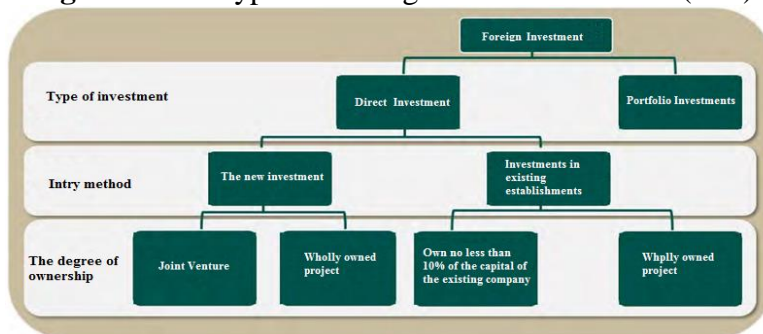 Foreign Investment
Type of investment
Direct Investment
Portfolio Investments
Intry method
The new investment
Investments in
existing
establishments
The degree of
ownership
Joint Venture
Wholly owned
project
Own no less than
10% of the capital of
the existing company
Whplly owned
project